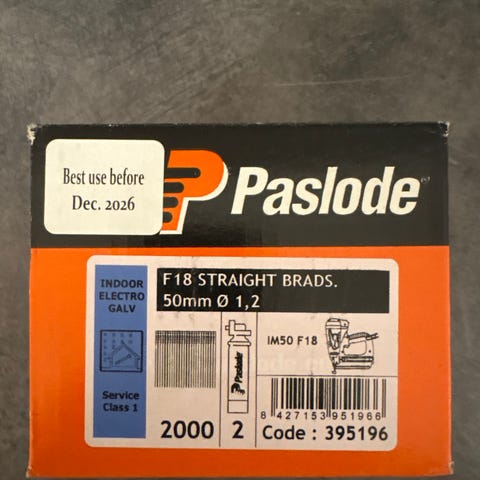 Best use before
Dec. 2026
Paslode
INDOOR
ELECTRO
GALV
F18 STRAIGHT BRADS.
50mm Ø 1,2
Paslode
IM50 F18
Service
Class 1
2000
2
8 427153 951966
Code : 395196